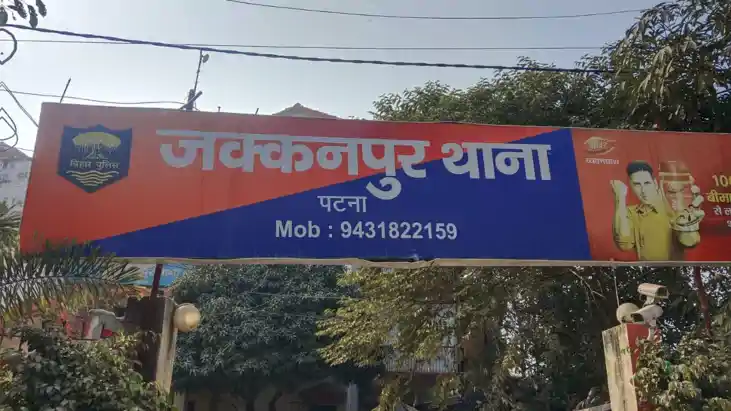 बिहार पुलिस
जक्कनपुर थाना
पटना
Mob : 9431822159